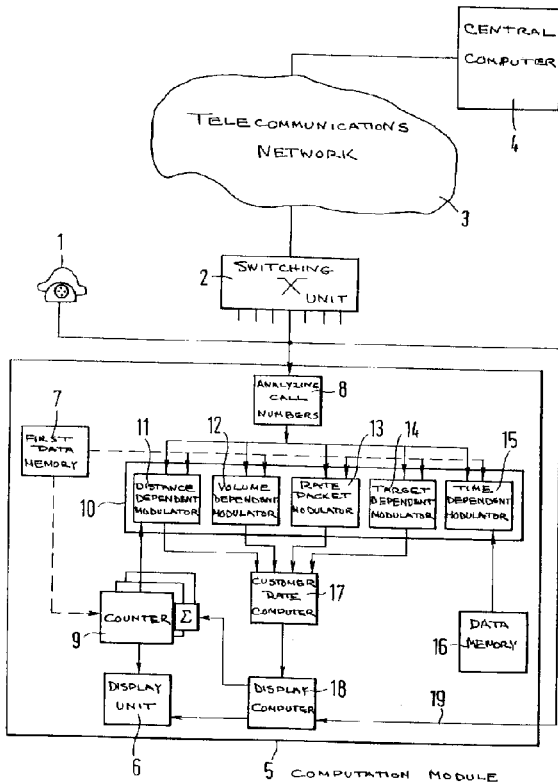 CENTRAL
COMPUTER
4
TELECOMMUNICATIONS
NETWORK
3
1
2
SWITCHING
UNIT
ANALYZING
CALL
NUMBERS
8
7
FIRST DATA
MEMORY
11
12
13
14
15
10
DISTANCE
DEPENDENT
MODULATOR
VOLUME
DEPENDANT
MODULATOR
RATE
PACKET
MODULATOR
TARGET
DEPENDENT
MODULATOR
TIME
DEPENDANT
MODULATOR
CUSTOMER
RATE
COMPUTER
17
COUNTER
Σ
9
DATA
MEMORY
16
DISPLAY
UNIT
6
DISPLAY
COMPUTER
18
19
5
COMPUTATION MODULE